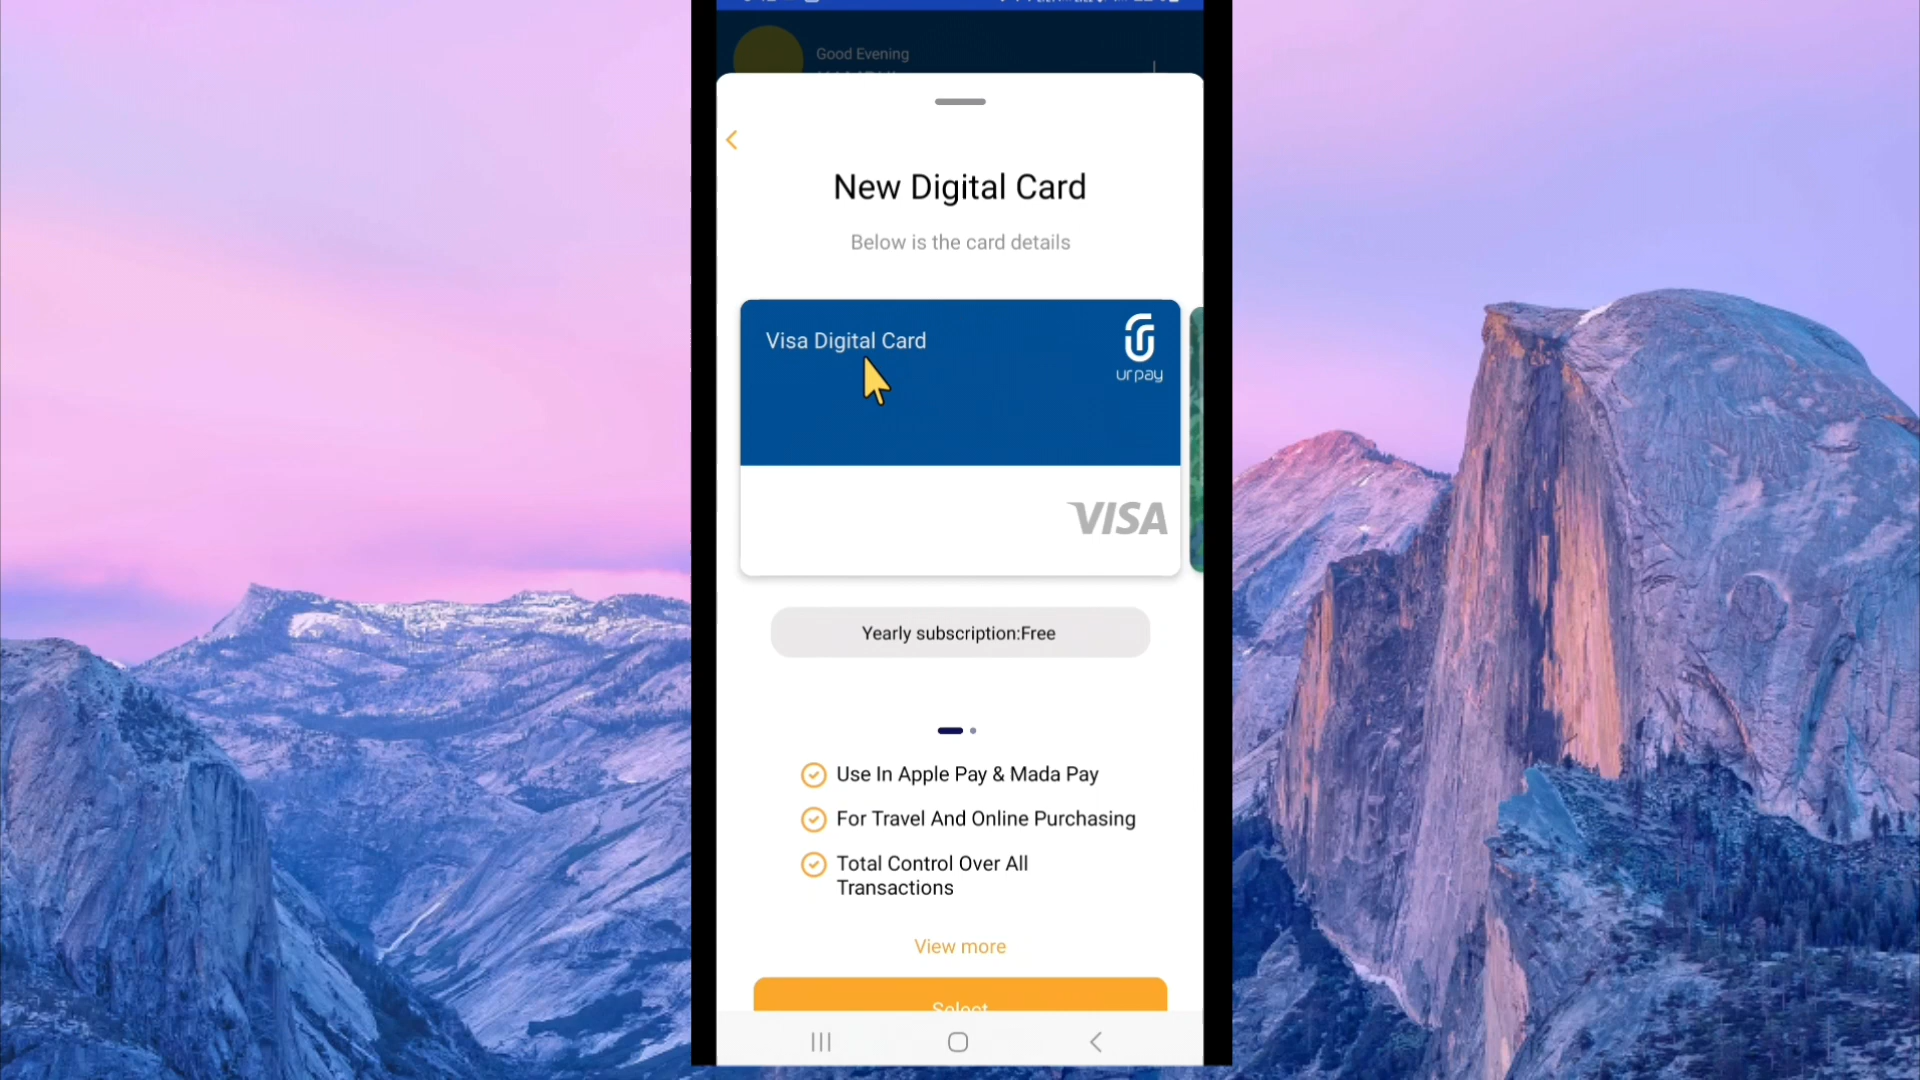 Good Evening
New Digital Card
Below is the card details
Visa Digital Card
urpay
VISA
Yearly subscription:Free
Use In Apple Pay & Mada Pay
For Travel And Online Purchasing
Total Control Over All
Transactions
View more
Select